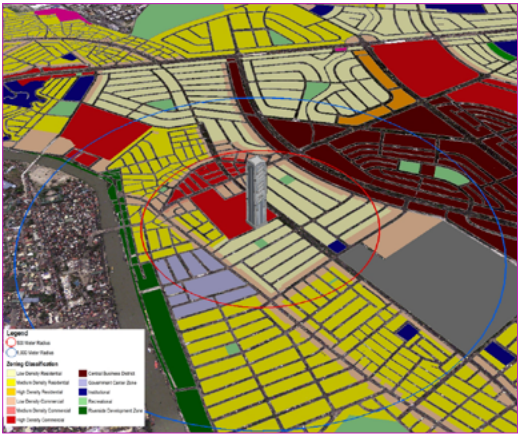 Legend
500 Meter Radius
1,000 Meter Radius
Zoning Classification
Low Density Residential
Medium Density Residential
High Density Residential
Low Density Commercial
Medium Density Commercial
High Density Commercial
Central Business District
Government Center Zone
Institutional
Recreational
Riverside Development Zone